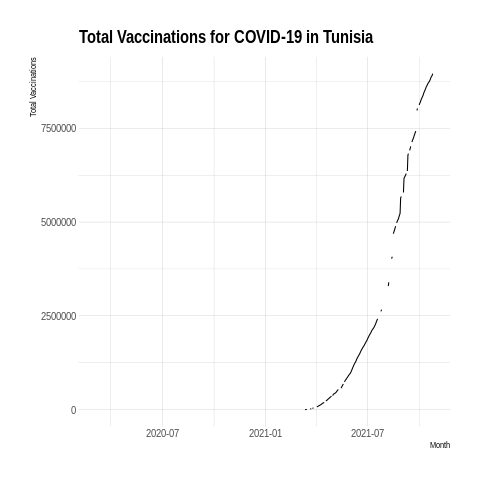 Total Vaccinations for COVID-19 in Tunisia
Total Vaccinations
7500000
5000000
2500000
0
2020-07 2021-01 2021-07
Month